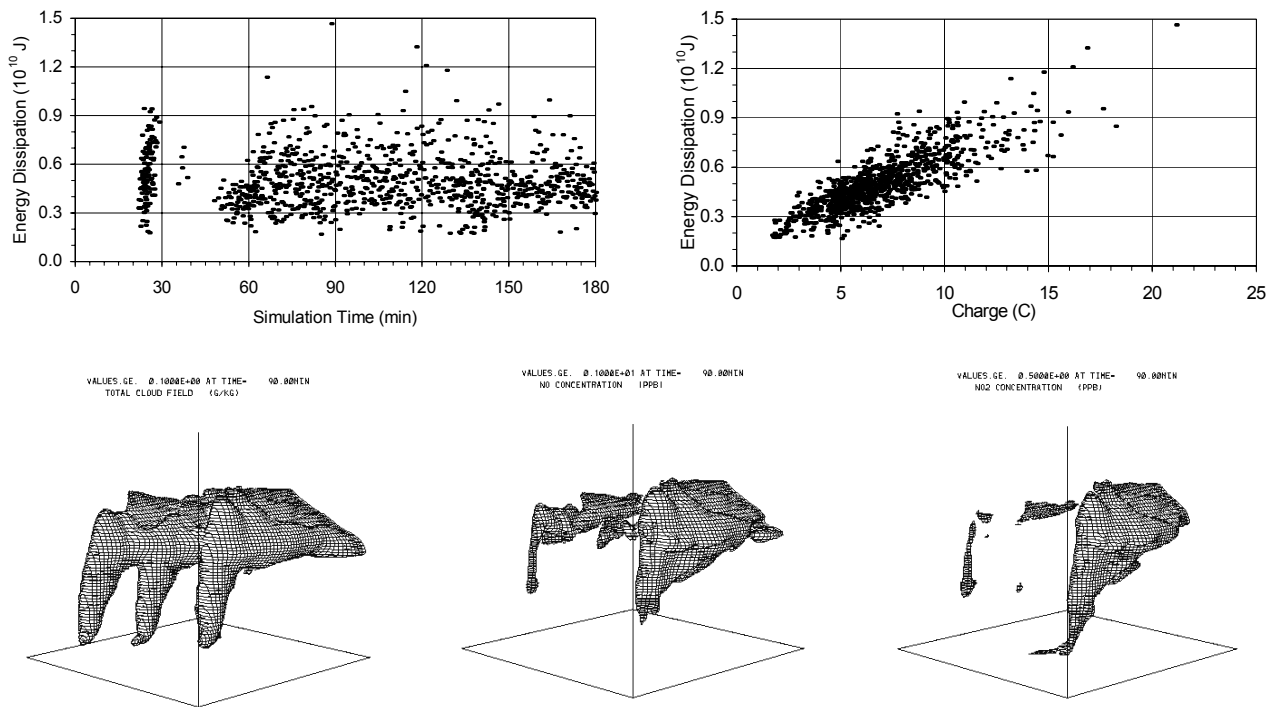 Energy Dissipation (10^10 J)
1.5
1.2
0.9
0.6
0.3
0.0
0 30 60 90 120 150 180
Simulation Time (min)
Energy Dissipation (10^10 J)
1.5
1.2
0.9
0.6
0.3
0.0
0 5 10 15 20 25
Charge (C)
VALUES.GE. 0.1000E+00 AT TIME= 90.00MIN
TOTAL CLOUD FIELD (G/KG)
VALUES.GE. 0.1000E+01 AT TIME= 90.00MIN
NO CONCENTRATION (PPB)
VALUES.GE. 0.5000E+00 AT TIME= 90.00MIN
NO2 CONCENTRATION (PPB)